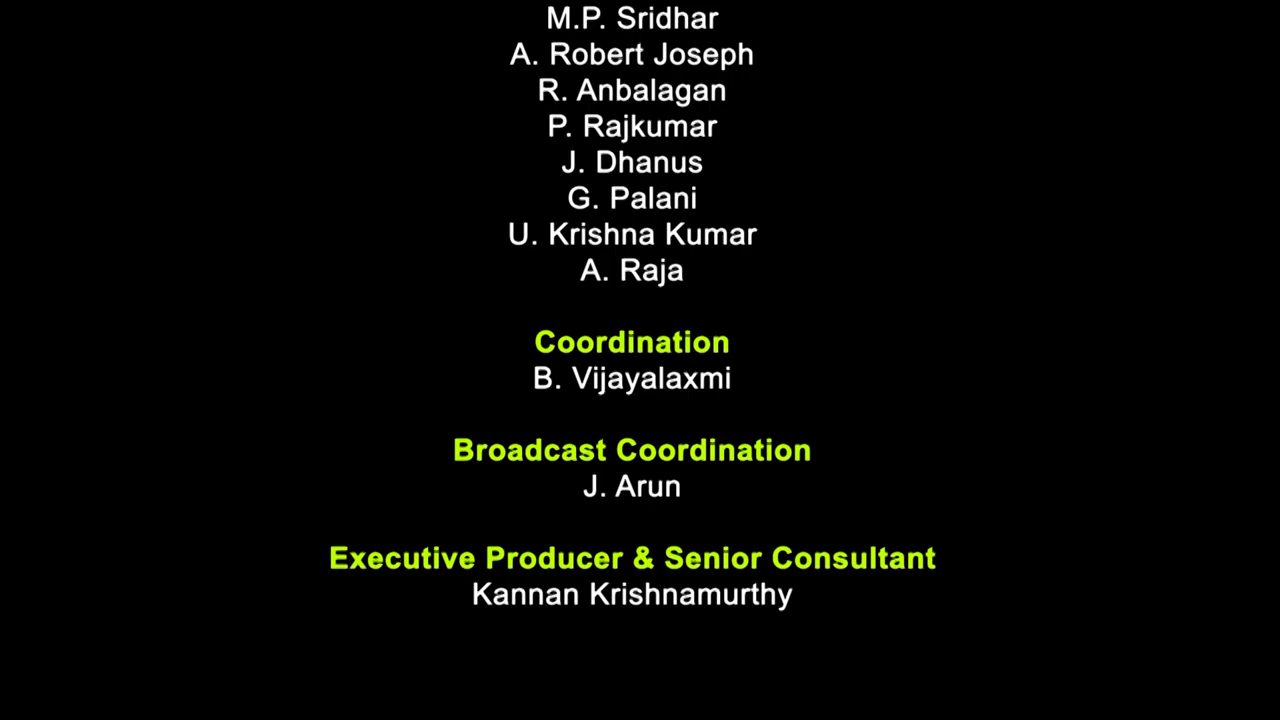 M.P. Sridhar
A. Robert Joseph
R. Anbalagan
P. Rajkumar
J. Dhanus
G. Palani
U. Krishna Kumar
A. Raja
Coordination
B. Vijayalaxmi
Broadcast Coordination
J. Arun
Executive Producer & Senior Consultant
Kannan Krishnamurthy